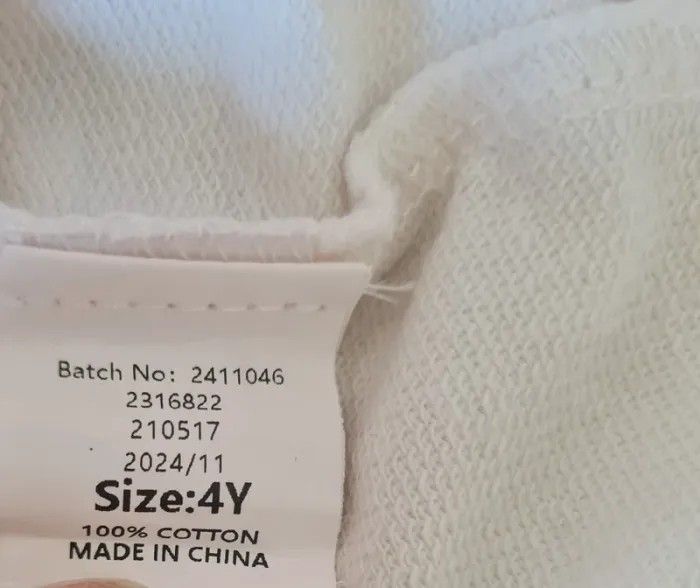 Batch No: 2411046
2316822
210517
2024/11
Size:4Y
100% COTTON
MADE IN CHINA